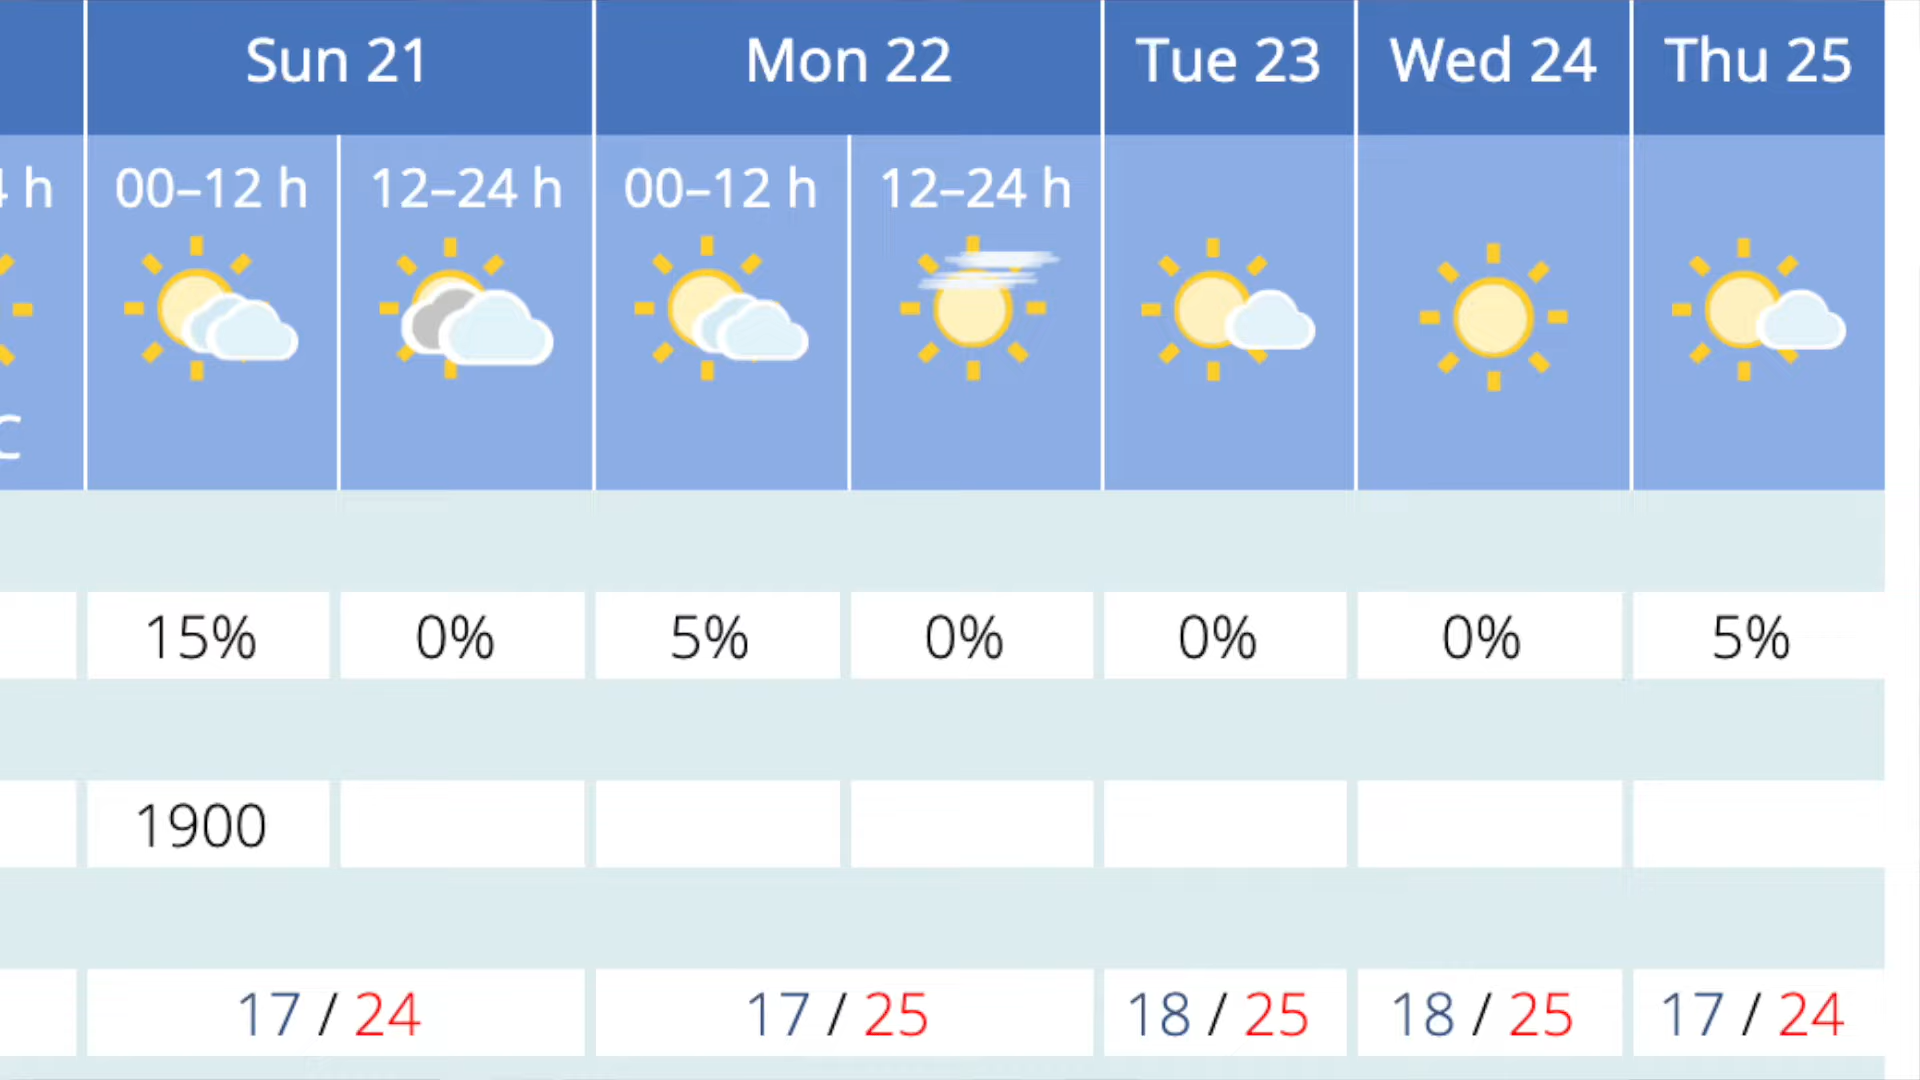 Sun 21 Mon 22 Tue 23 Wed 24 Thu 25
h 00–12 h 12–24 h 00–12 h 12–24 h
C
15% 0% 5% 0% 0% 0% 5%
1900
17 / 24 17 / 25 18 / 25 18 / 25 17 / 24